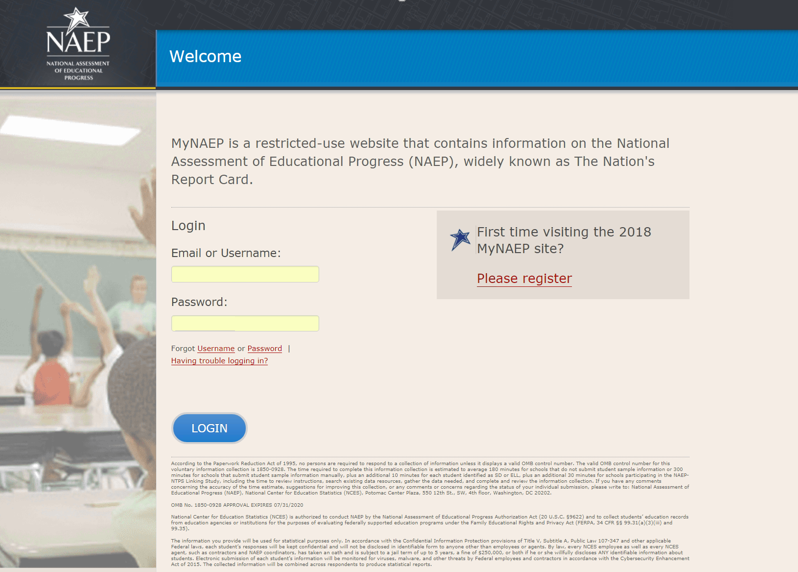 NAEP
NATIONAL ASSESSMENT
OF EDUCATIONAL
PROGRESS
Welcome
MyNAEP is a restricted-use website that contains information on the National
Assessment of Educational Progress (NAEP), widely known as The Nation's
Report Card.
Login
Email or Username:
Password:
Forgot Username or Password |
Having trouble logging in?
First time visiting the 2018
MyNAEP site?
Please register
LOGIN
According to the Paperwork Reduction Act of 1995, no persons are required to respond to a collection of information unless it displays a valid OMB control number. The valid OMB control number for this
voluntary information collection is 1850-0928. The time required to complete this information collection is estimated to average 180 minutes for schools that do not submit student sample information or 300
minutes for schools that submit student sample information manually, plus an additional 10 minutes for each student identified as SD or ELL, plus an additional 30 minutes for schools participating in the NAEP-
NTPS Linking Study, including the time to review instructions, search existing data resources, gather the data needed, and complete and review the information collection. If you have any comments
concerning the accuracy of the time estimate, suggestions for improving this collection, or any comments or concerns regarding the status of your individual submission, please write to: National Assessment of
Educational Progress (NAEP), National Center for Education Statistics (NCES), Potomac Center Plaza, 550 12th St., SW, 4th floor, Washington, DC 20202.
OMB No. 1850-0928 APPROVAL EXPIRES 07/31/2020
National Center for Education Statistics (NCES) is authorized to conduct NAEP by the National Assessment of Educational Progress Authorization Act (20 U.S.C. §9622) and to collect students' education records
from education agencies or institutions for the purposes of evaluating federally supported education programs under the Family Educational Rights and Privacy Act (FERPA, 34 CFR §§ 99.31(a)(3)(iii) and
99.35).
The information you provide will be used for statistical purposes only. In accordance with the Confidential Information Protection provisions of Title V, Subtitle A, Public Law 107-347 and other applicable
Federal laws, each student's responses will be kept confidential and will not be disclosed in identifiable form to anyone other than employees or agents. By law, every NCES employee as well as every NCES
agent, such as contractors and NAEP coordinators, has taken an oath and is subject to a jail term of up to 5 years, a fine of $250,000, or both if he or she willfully discloses ANY identifiable information about
students. Electronic submission of each student's information will be monitored for viruses, malware, and other threats by Federal employees and contractors in accordance with the Cybersecurity Enhancement
Act of 2015. The collected information will be combined across respondents to produce statistical reports.